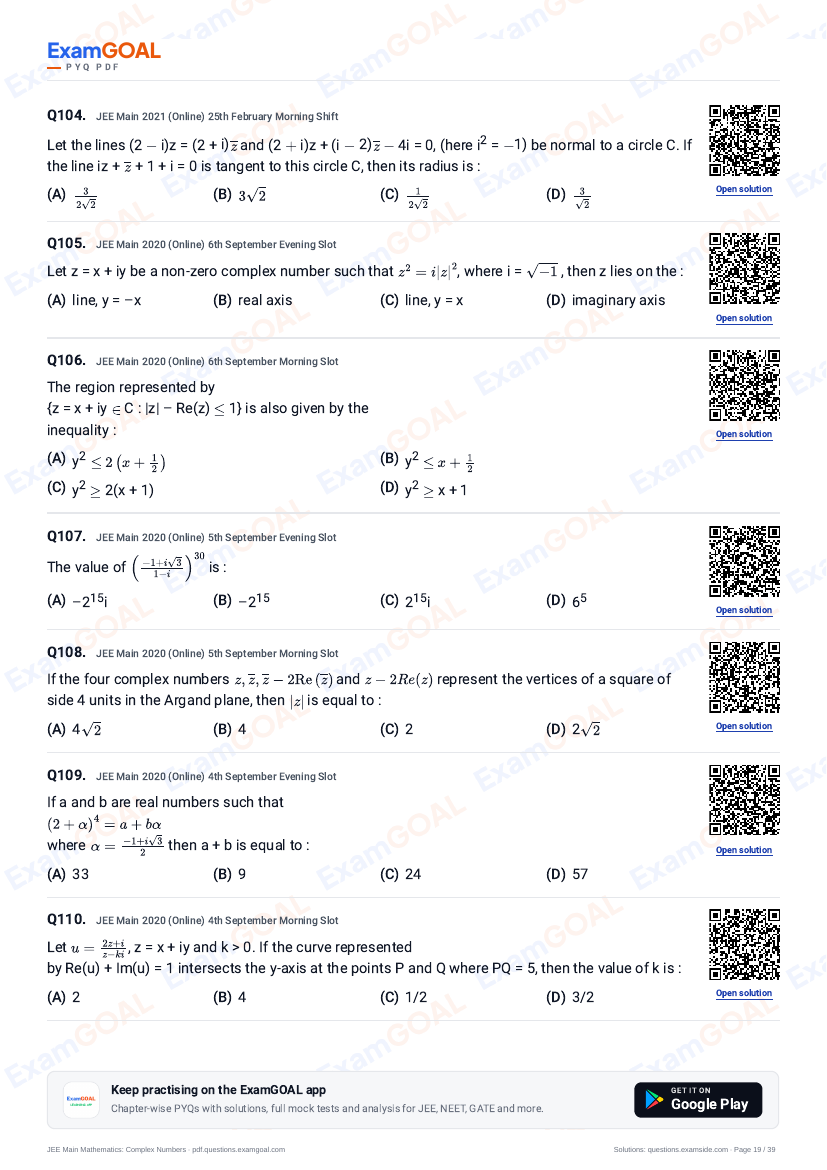 ExamGOAL
PYQ PDF
Q104. JEE Main 2021 (Online) 25th February Morning Shift
Let the lines (2 − i)z = (2 + i)z̅ and (2 + i)z + (i − 2)z̅ − 4i = 0, (here i² = −1) be normal to a circle C. If
the line iz + z̅ + 1 + i = 0 is tangent to this circle C, then its radius is :
(A) 3/(2√2) (B) 3√2 (C) 1/(2√2) (D) 3/√2
Open solution
Q105. JEE Main 2020 (Online) 6th September Evening Slot
Let z = x + iy be a non-zero complex number such that z² = i|z|², where i = √−1 , then z lies on the :
(A) line, y = −x (B) real axis (C) line, y = x (D) imaginary axis
Open solution
Q106. JEE Main 2020 (Online) 6th September Morning Slot
The region represented by
{z = x + iy ∈ C : |z| − Re(z) ≤ 1} is also given by the
inequality :
(A) y² ≤ 2(x + 1/2) (B) y² ≤ x + 1/2
(C) y² ≥ 2(x + 1) (D) y² ≥ x + 1
Open solution
Q107. JEE Main 2020 (Online) 5th September Evening Slot
The value of ((−1+i√3)/(1−i))³⁰ is :
(A) −2¹⁵i (B) −2¹⁵ (C) 2¹⁵i (D) 6⁵
Open solution
Q108. JEE Main 2020 (Online) 5th September Morning Slot
If the four complex numbers z, z̅, z̅ − 2Re(z̅) and z − 2Re(z) represent the vertices of a square of
side 4 units in the Argand plane, then |z| is equal to :
(A) 4√2 (B) 4 (C) 2 (D) 2√2
Open solution
Q109. JEE Main 2020 (Online) 4th September Evening Slot
If a and b are real numbers such that
(2 + α)⁴ = a + bα
where α = (−1+i√3)/2 then a + b is equal to :
(A) 33 (B) 9 (C) 24 (D) 57
Open solution
Q110. JEE Main 2020 (Online) 4th September Morning Slot
Let u = (2z+i)/(z−ki), z = x + iy and k > 0. If the curve represented
by Re(u) + Im(u) = 1 intersects the y-axis at the points P and Q where PQ = 5, then the value of k is :
(A) 2 (B) 4 (C) 1/2 (D) 3/2
Open solution
ExamGOAL
Keep practising on the ExamGOAL app
Chapter-wise PYQs with solutions, full mock tests and analysis for JEE, NEET, GATE and more.
GET IT ON
Google Play
JEE Main Mathematics: Complex Numbers · pdf.questions.examgoal.com
Solutions: questions.examside.com · Page 19 / 39